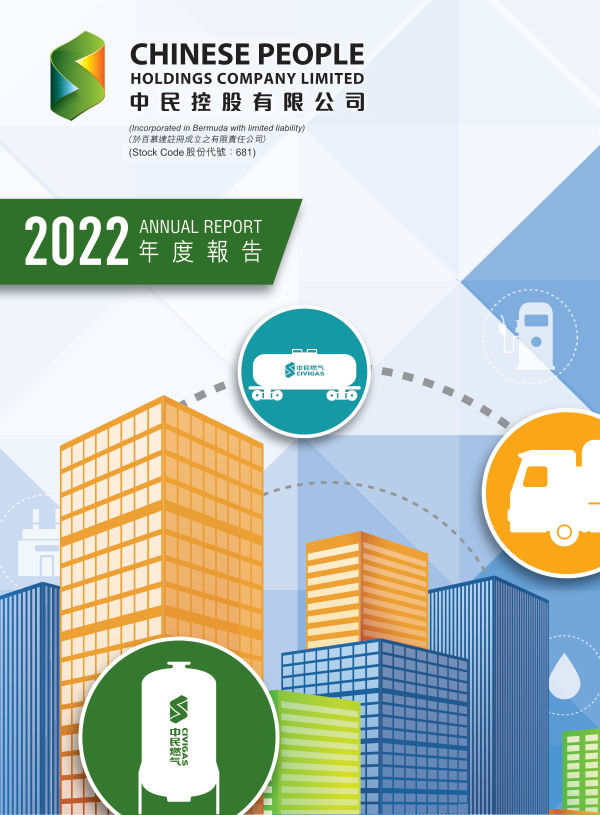 CHINESE PEOPLE
HOLDINGS COMPANY LIMITED
中民控股有限公司
(Incorporated in Bermuda with limited liability)
(於百慕達註冊成立之有限責任公司)
(Stock Code 股份代號：681)
2022 ANNUAL REPORT
年度報告
中民燃气
CIVIGAS
中民燃气
CIVIGAS